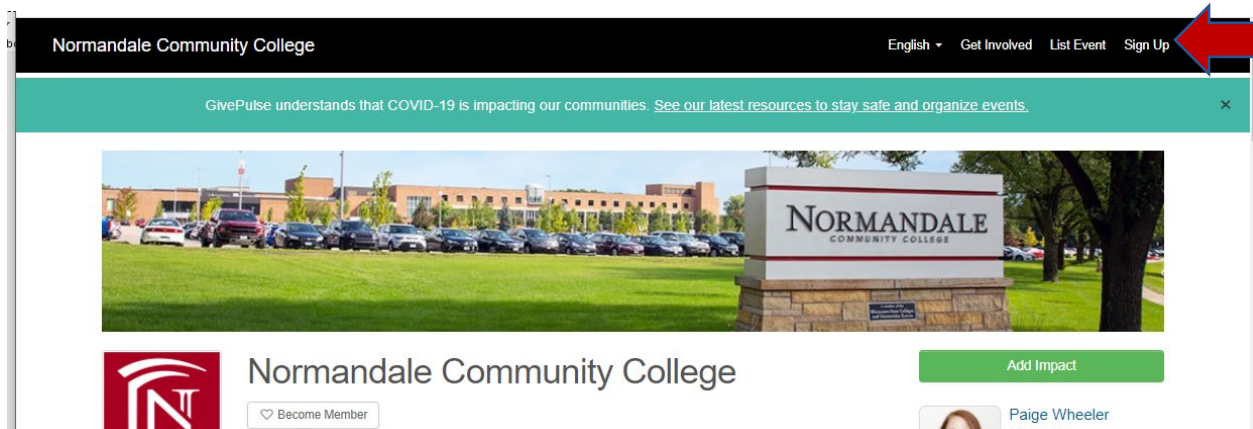 Normandale Community College
English Get Involved List Event Sign Up
GivePulse understands that COVID-19 is impacting our communities. See our latest resources to stay safe and organize events. ×
NORMANDALE
COMMUNITY COLLEGE
Normandale Community College
Add Impact
Become Member
Paige Wheeler